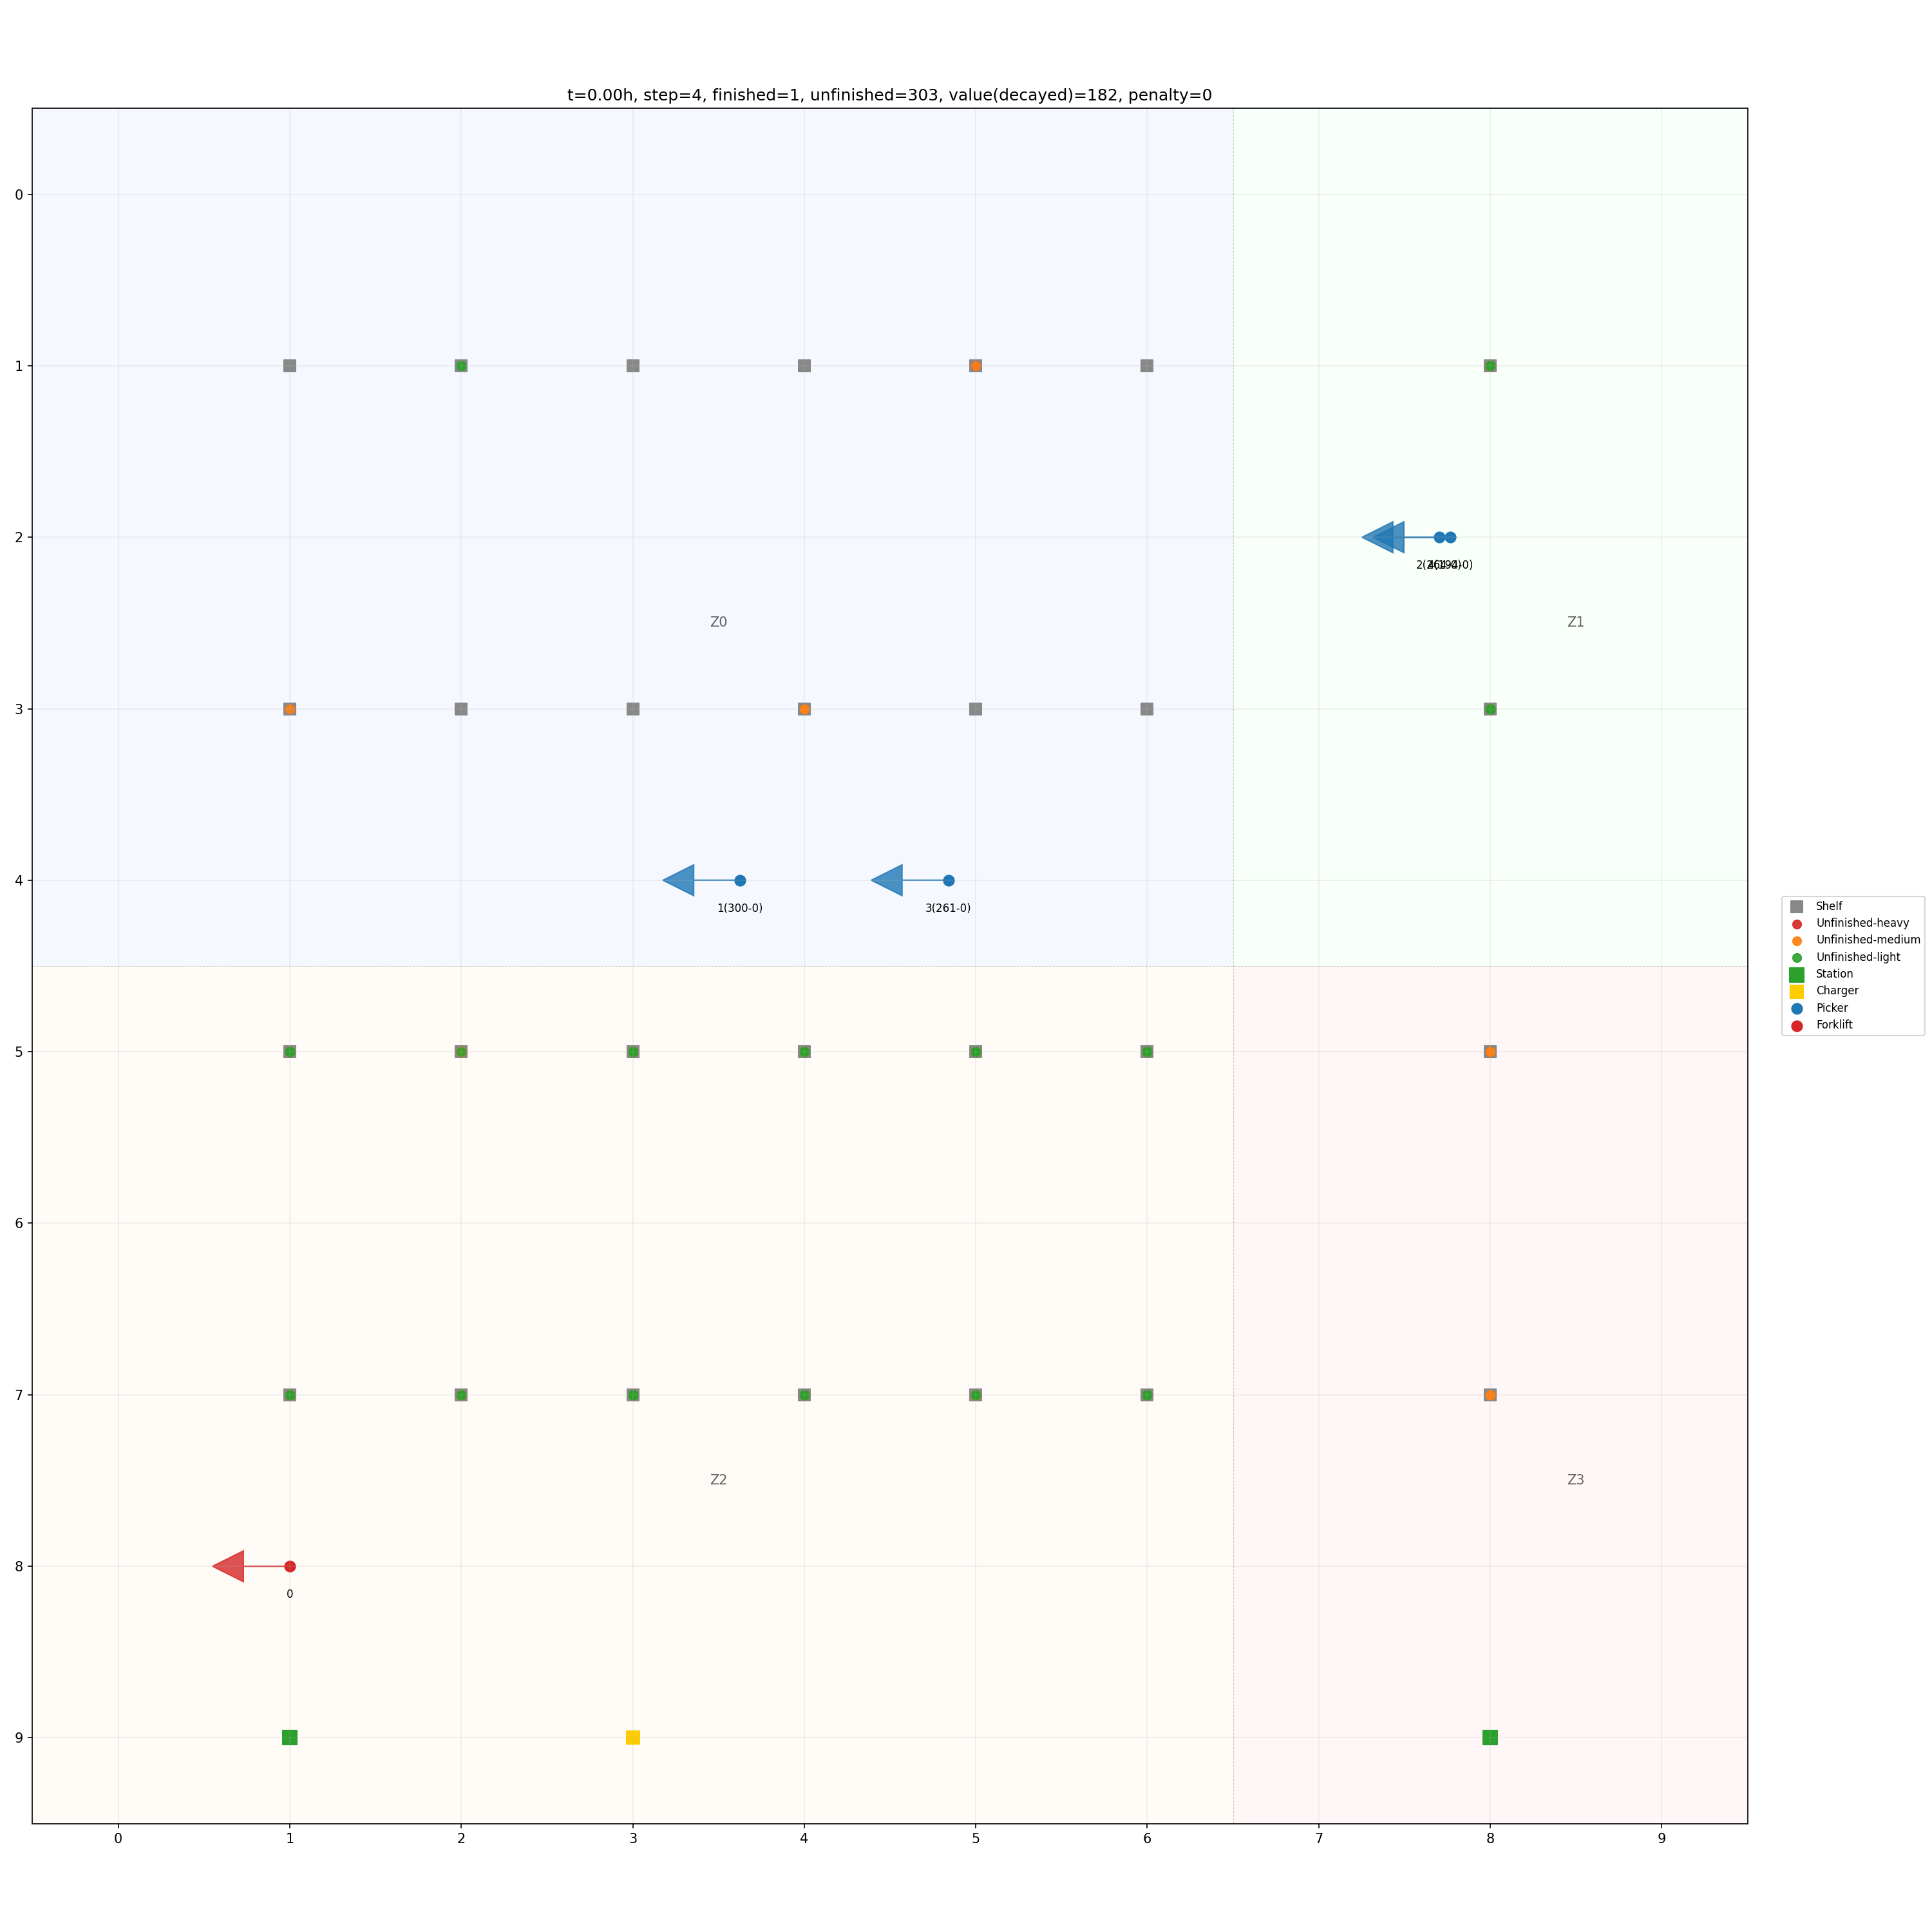 t=0.00h, step=4, finished=1, unfinished=303, value(decayed)=182, penalty=0
0
1
2
Z0
Z1
3
4
1(300-0)
3(261-0)
Shelf
Unfinished-heavy
Unfinished-medium
Unfinished-light
Station
Charger
Picker
Forklift
5
6
7
Z2
Z3
8
0
9
0 1 2 3 4 5 6 7 8 9